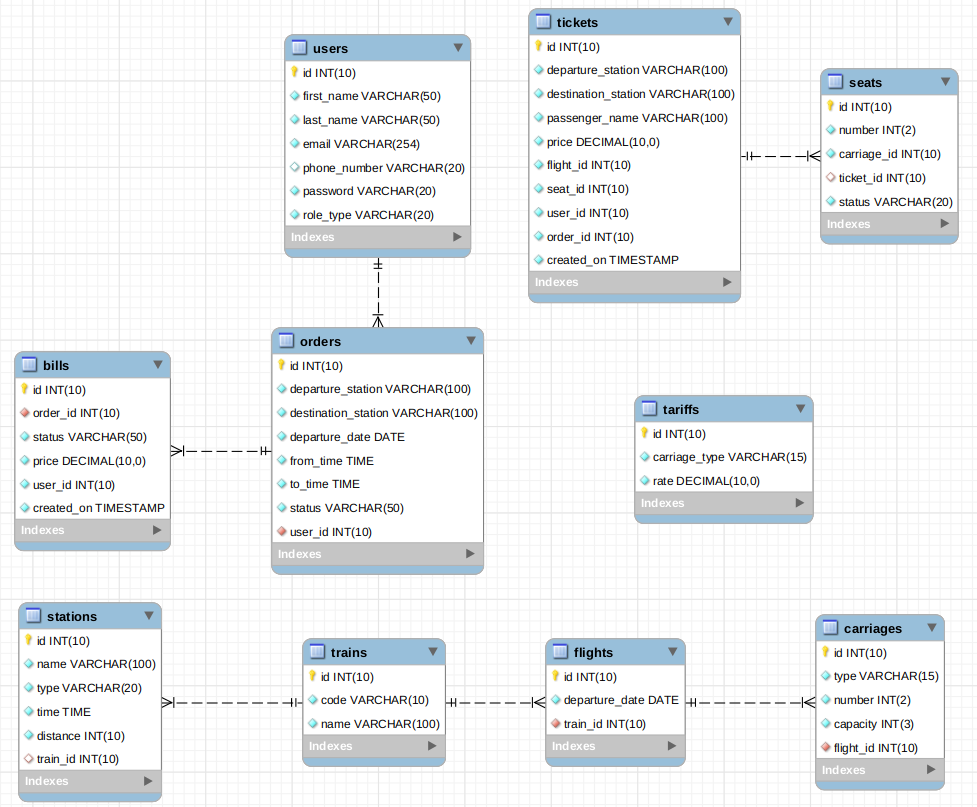 users
id INT(10)
first_name VARCHAR(50)
last_name VARCHAR(50)
email VARCHAR(254)
phone_number VARCHAR(20)
password VARCHAR(20)
role_type VARCHAR(20)
Indexes
tickets
id INT(10)
departure_station VARCHAR(100)
destination_station VARCHAR(100)
passenger_name VARCHAR(100)
price DECIMAL(10,0)
flight_id INT(10)
seat_id INT(10)
user_id INT(10)
order_id INT(10)
created_on TIMESTAMP
Indexes
seats
id INT(10)
number INT(2)
carriage_id INT(10)
ticket_id INT(10)
status VARCHAR(20)
Indexes
bills
id INT(10)
order_id INT(10)
status VARCHAR(50)
price DECIMAL(10,0)
user_id INT(10)
created_on TIMESTAMP
Indexes
orders
id INT(10)
departure_station VARCHAR(100)
destination_station VARCHAR(100)
departure_date DATE
from_time TIME
to_time TIME
status VARCHAR(50)
user_id INT(10)
Indexes
tariffs
id INT(10)
carriage_type VARCHAR(15)
rate DECIMAL(10,0)
Indexes
stations
id INT(10)
name VARCHAR(100)
type VARCHAR(20)
time TIME
distance INT(10)
train_id INT(10)
Indexes
trains
id INT(10)
code VARCHAR(10)
name VARCHAR(100)
Indexes
flights
id INT(10)
departure_date DATE
train_id INT(10)
Indexes
carriages
id INT(10)
type VARCHAR(15)
number INT(2)
capacity INT(3)
flight_id INT(10)
Indexes